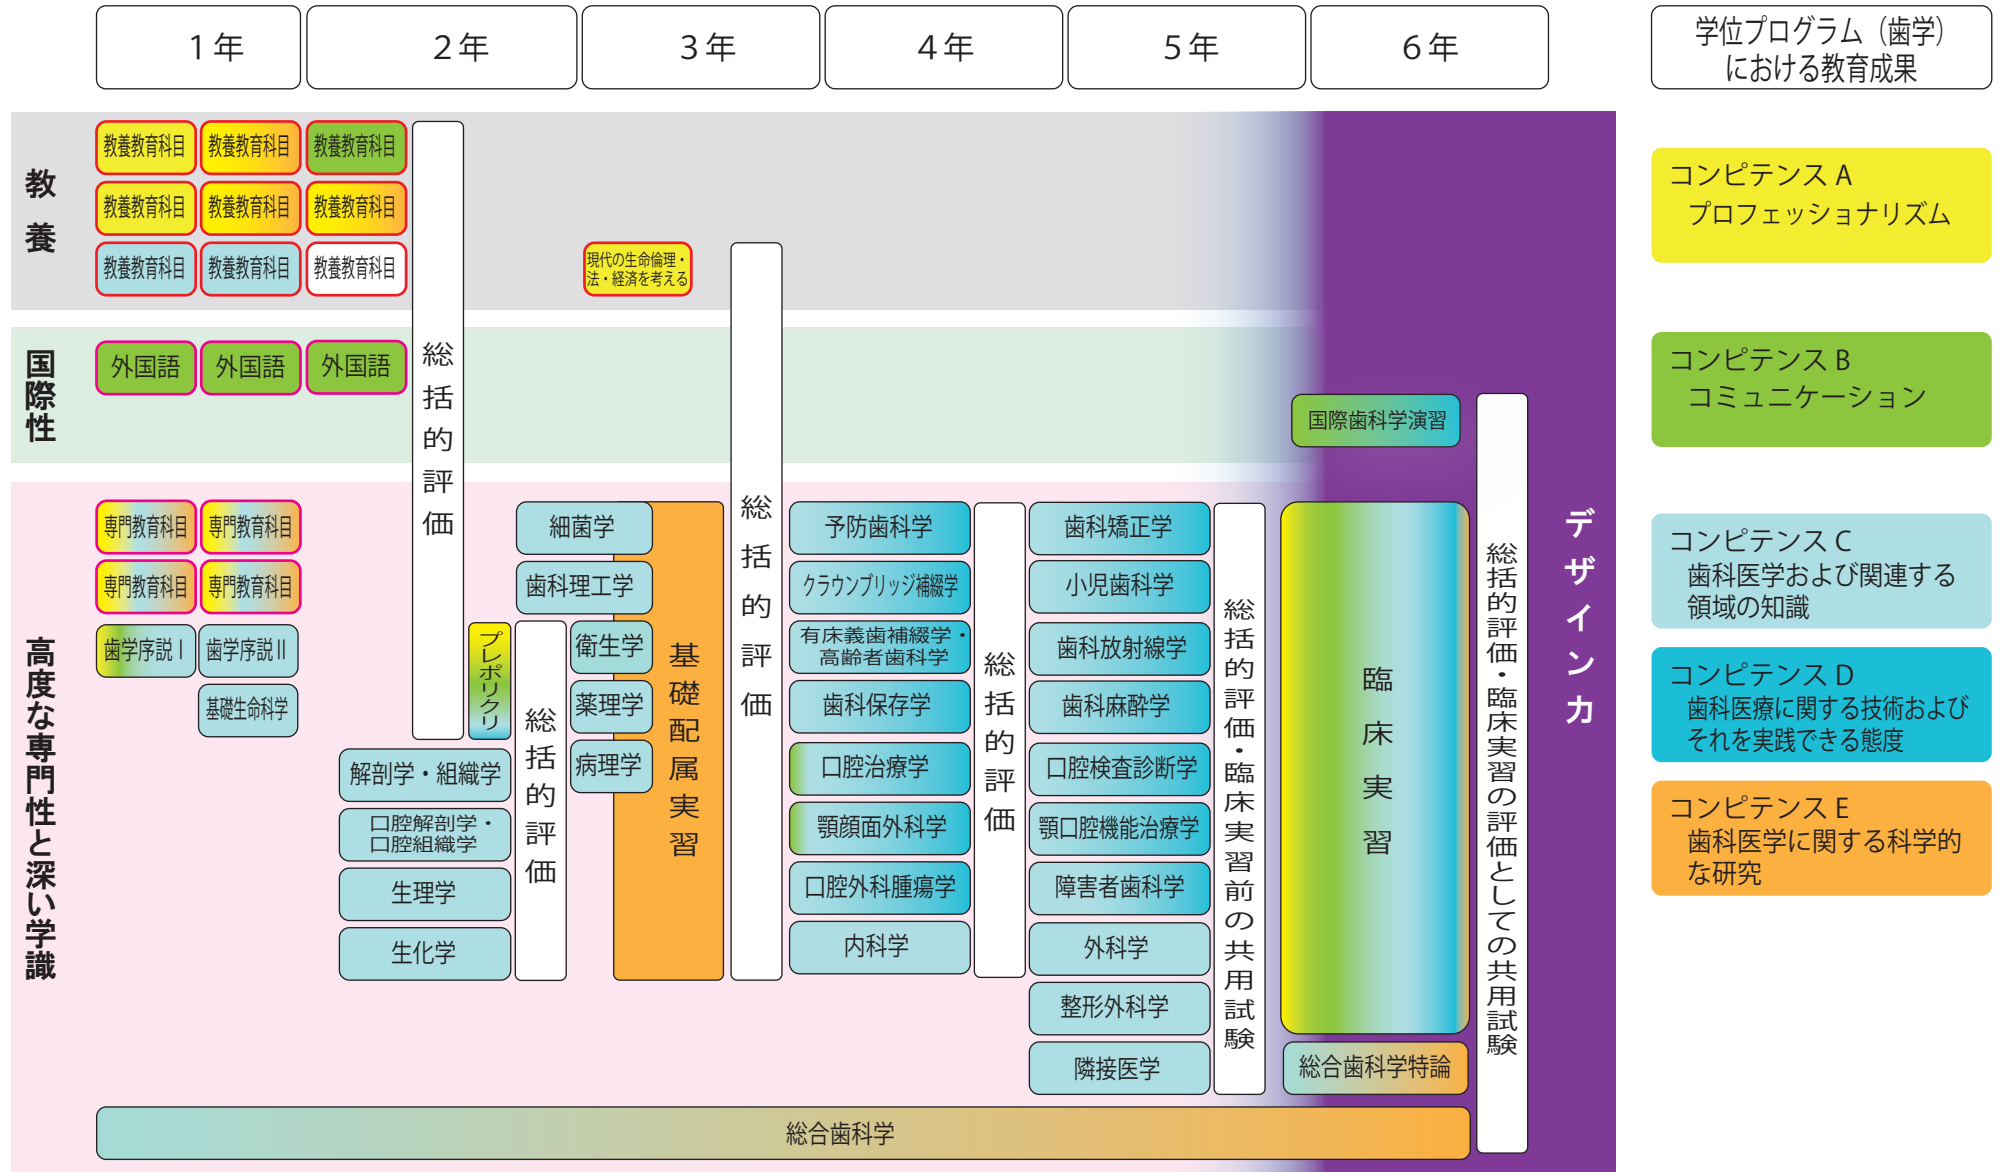 1年
2年
3年
4年
5年
6年
学位プログラム（歯学）
における教育成果
教養
教養教育科目
教養教育科目
教養教育科目
教養教育科目
教養教育科目
教養教育科目
教養教育科目
教養教育科目
教養教育科目
現代の生命倫理・
法・経済を考える
国際性
外国語
外国語
外国語
国際歯科学演習
高度な専門性と深い学識
専門教育科目
専門教育科目
専門教育科目
専門教育科目
歯学序説Ⅰ
歯学序説Ⅱ
基礎生命科学
総括的評価
プレポリクリ
解剖学・組織学
口腔解剖学・
口腔組織学
生理学
生化学
総括的評価
細菌学
歯科理工学
衛生学
薬理学
病理学
基礎配属実習
総括的評価
予防歯科学
クラウンブリッジ補綴学
有床義歯補綴学・
高齢者歯科学
歯科保存学
口腔治療学
顎顔面外科学
口腔外科腫瘍学
内科学
総括的評価
歯科矯正学
小児歯科学
歯科放射線学
歯科麻酔学
口腔検査診断学
顎口腔機能治療学
障害者歯科学
外科学
整形外科学
隣接医学
総括的評価・臨床実習前の共用試験
臨床実習
総合歯科学特論
総括的評価・臨床実習の評価としての共用試験
デザイン力
総合歯科学
コンピテンス A
プロフェッショナリズム
コンピテンス B
コミュニケーション
コンピテンス C
歯科医学および関連する
領域の知識
コンピテンス D
歯科医療に関する技術および
それを実践できる態度
コンピテンス E
歯科医学に関する科学的
な研究